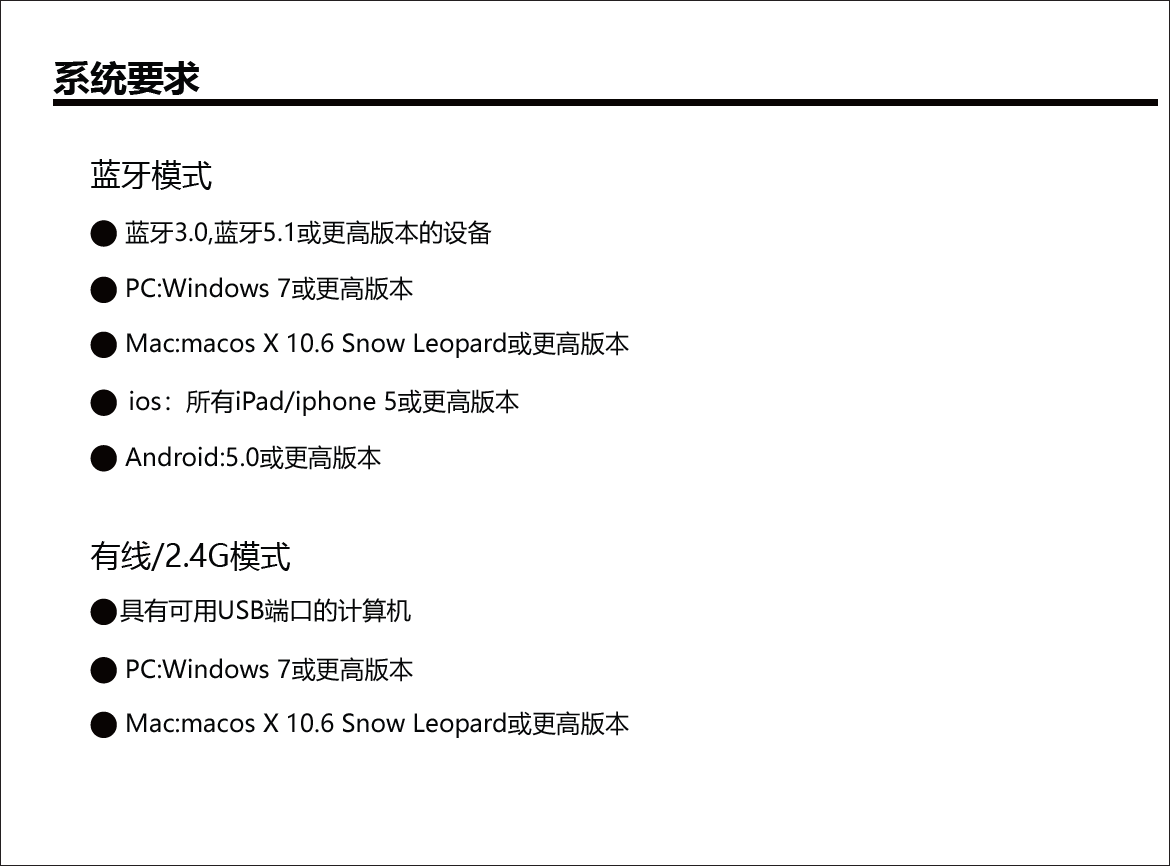 系统要求
蓝牙模式
● 蓝牙3.0,蓝牙5.1或更高版本的设备
● PC:Windows 7或更高版本
● Mac:macos X 10.6 Snow Leopard或更高版本
● ios：所有iPad/iphone 5或更高版本
● Android:5.0或更高版本
有线/2.4G模式
●具有可用USB端口的计算机
● PC:Windows 7或更高版本
● Mac:macos X 10.6 Snow Leopard或更高版本